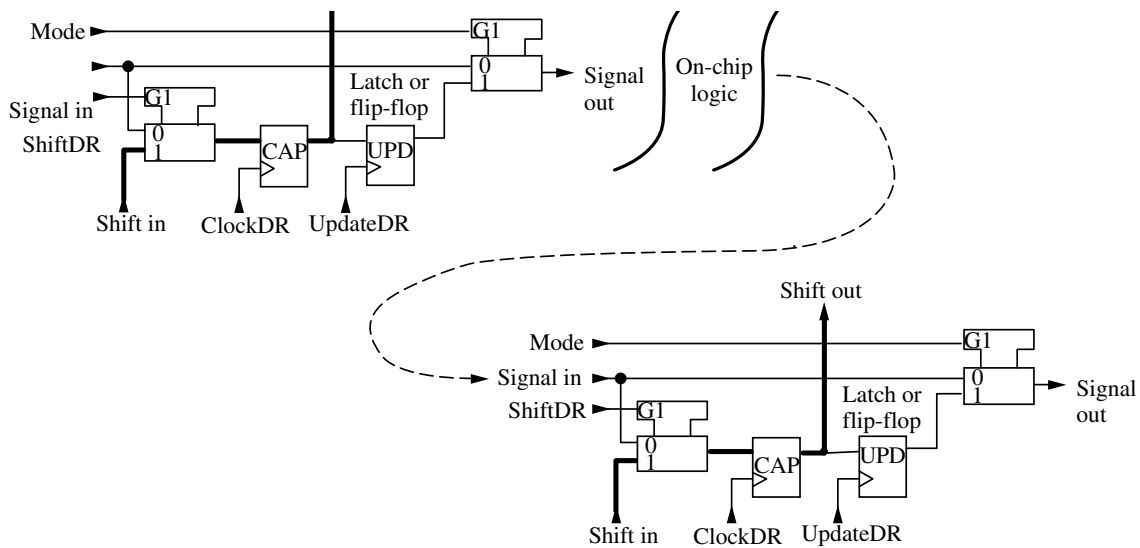 Mode
G1
0
1
Signal
out
Signal in
ShiftDR
G1
0
1
Shift in
CAP
ClockDR
Latch or
flip-flop
UPD
UpdateDR
On-chip
logic
Shift out
Mode
G1
Signal in
0
1
Signal
out
ShiftDR
G1
0
1
Shift in
CAP
ClockDR
Latch or
flip-flop
UPD
UpdateDR